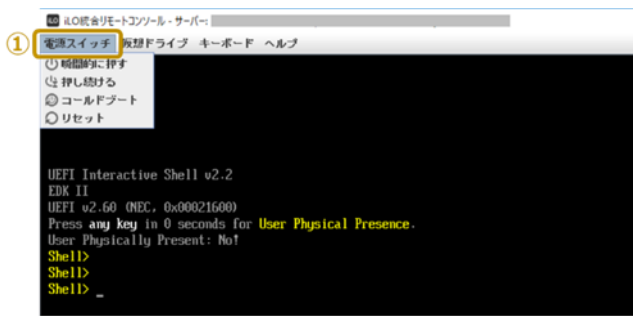 iLO iLO統合リモートコンソール - サーバー:
① 電源スイッチ 仮想ドライブ キーボード ヘルプ
瞬間的に押す
押し続ける
コールドブート
リセット
UEFI Interactive Shell v2.2
EDK II
UEFI v2.60 (NEC, 0x00021600)
Press any key in 0 seconds for User Physical Presence.
User Physically Present: No!
Shell>
Shell>
Shell> _